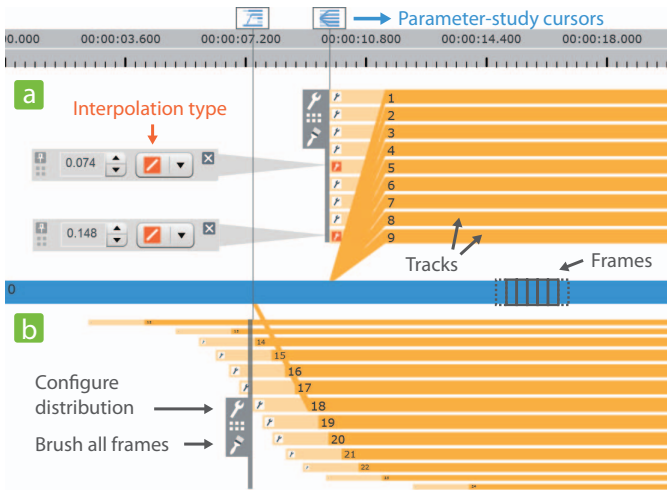 Parameter-study cursors
0.000 00:00:03.600 00:00:07.200 00:00:10.800 00:00:14.400 00:00:18.000
a
Interpolation type
1
2
3
4
0.074
5
6
7
8
0.148
9
Tracks
Frames
0
b
14
15
16
Configure
distribution
17
18
19
Brush all frames
20
21
22